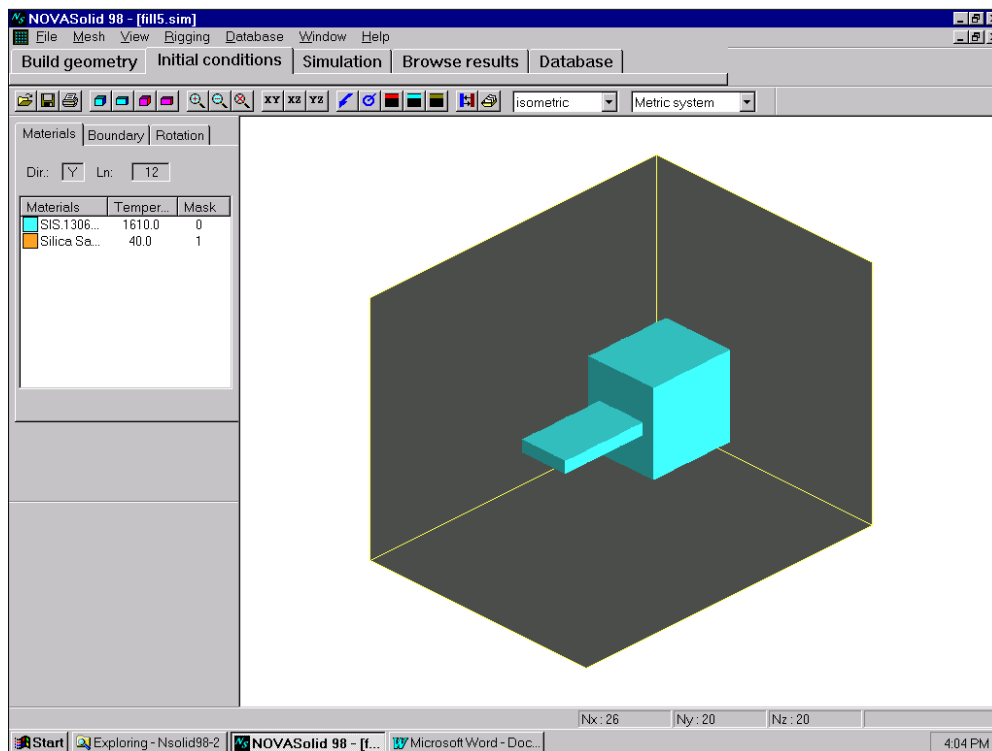 NOVASolid 98 - [fill5.sim]
File Mesh View Rigging Database Window Help
Build geometry Initial conditions Simulation Browse results Database
XY XZ YZ isometric Metric system
Materials Boundary Rotation
Dir.: Y Ln: 12
Materials Temper... Mask
SIS.1306... 1610.0 0
Silica Sa... 40.0 1
Nx : 26 Ny : 20 Nz : 20
Start Exploring - Nsolid98-2 NOVASolid 98 - [f... Microsoft Word - Doc... 4:04 PM